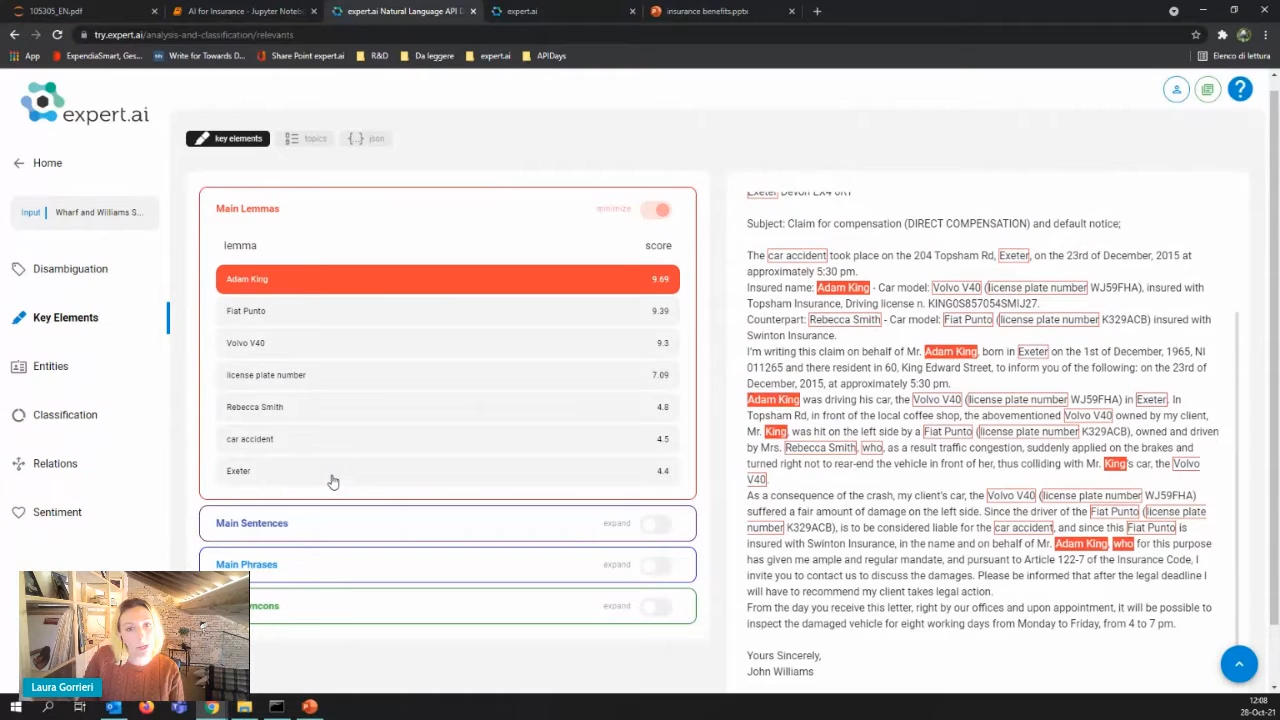 105305_EN.pdf
AI for Insurance - Jupyter Noteb
expert.ai Natural Language API D
expert.ai
insurance benefits.pptx
try.expert.ai/analysis-and-classification/relevants
App
ExpendiaSmart, Ges...
Write for Towards D...
Share Point expert.ai
R&D
Da leggere
expert.ai
APIDays
Elenco di lettura
expert.ai
Home
Input
Wharf and Williams S...
Disambiguation
Key Elements
Entities
Classification
Relations
Sentiment
key elements
topics
{..} json
Main Lemmas
minimize
lemma
score
Adam King 9.69
Fiat Punto 9.39
Volvo V40 9.3
license plate number 7.09
Rebecca Smith 4.8
car accident 4.5
Exeter 4.4
Main Sentences
expand
Main Phrases
expand
ncons
expand
Exeter, Devon EX4 0RY
Subject: Claim for compensation (DIRECT COMPENSATION) and default notice;
The car accident took place on the 204 Topsham Rd, Exeter, on the 23rd of December, 2015 at
approximately 5:30 pm.
Insured name: Adam King - Car model: Volvo V40 (license plate number WJ59FHA), insured with
Topsham Insurance, Driving license n. KING0S857054SMIJ27.
Counterpart: Rebecca Smith - Car model: Fiat Punto (license plate number K329ACB) insured with
Swinton Insurance.
I'm writing this claim on behalf of Mr. Adam King, born in Exeter on the 1st of December, 1965, NI
011265 and there resident in 60, King Edward Street, to inform you of the following: on the 23rd of
December, 2015, at approximately 5:30 pm.
Adam King was driving his car, the Volvo V40 (license plate number WJ59FHA) in Exeter. In
Topsham Rd, in front of the local coffee shop, the abovementioned Volvo V40 owned by my client,
Mr. King, was hit on the left side by a Fiat Punto (license plate number K329ACB), owned and driven
by Mrs. Rebecca Smith, who, as a result traffic congestion, suddenly applied on the brakes and
turned right not to rear-end the vehicle in front of her, thus colliding with Mr. King's car, the Volvo
V40.
As a consequence of the crash, my client's car, the Volvo V40 (license plate number WJ59FHA)
suffered a fair amount of damage on the left side. Since the driver of the Fiat Punto (license plate
number K329ACB), is to be considered liable for the car accident, and since this Fiat Punto is
insured with Swinton Insurance, in the name and on behalf of Mr. Adam King, who for this purpose
has given me ample and regular mandate, and pursuant to Article 122-7 of the Insurance Code, I
invite you to contact us to discuss the damages. Please be informed that after the legal deadline I
will have to recommend my client takes legal action.
From the day you receive this letter, right by our offices and upon appointment, it will be possible to
inspect the damaged vehicle for eight working days from Monday to Friday, from 4 to 7 pm.
Yours Sincerely,
John Williams
Laura Gorrieri
12:08
28-Oct-21